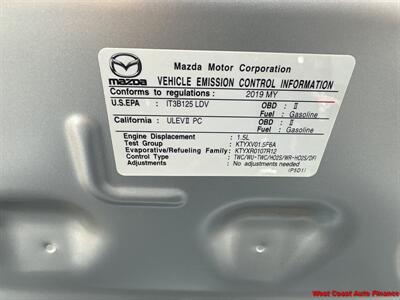 mazda
Mazda Motor Corporation
VEHICLE EMISSION CONTROL INFORMATION
Conforms to regulations: 2019 MY
U.S.EPA : IT3B125 LDV OBD : II
Fuel : Gasoline
California : ULEVII PC OBD : II
Fuel : Gasoline
Engine Displacement : 1.5L
Test Group : KTYXV01.5F6A
Evaporative/Refueling Family : KTYXR0107R12
Control Type : TWC/WU-TWC/HO2S/WR-HO2S/DFI
Adjustments : No adjustments needed
(P5D1)
West Coast Auto Finance